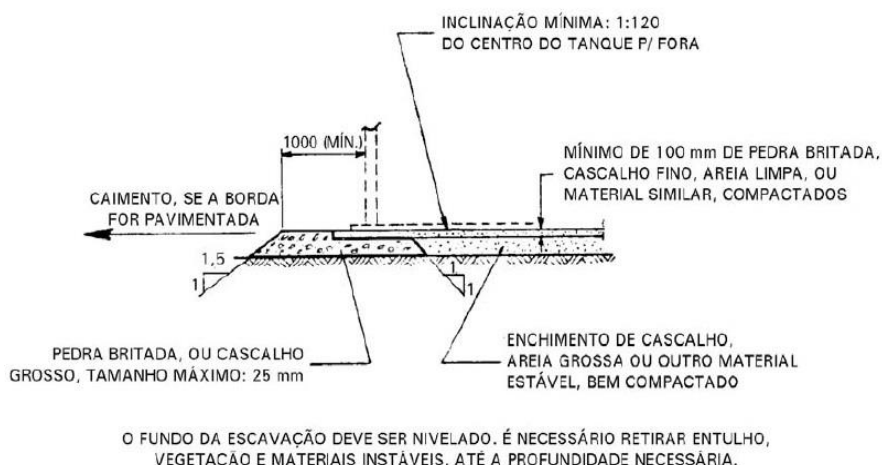 INCLINAÇÃO MÍNIMA: 1:120
DO CENTRO DO TANQUE P/ FORA
1000 (MÍN.)
MÍNIMO DE 100 mm DE PEDRA BRITADA,
CASCALHO FINO, AREIA LIMPA, OU
MATERIAL SIMILAR, COMPACTADOS
CAIMENTO, SE A BORDA
FOR PAVIMENTADA
1,5
1
1
1
PEDRA BRITADA, OU CASCALHO
GROSSO, TAMANHO MÁXIMO: 25 mm
ENCHIMENTO DE CASCALHO,
AREIA GROSSA OU OUTRO MATERIAL
ESTÁVEL, BEM COMPACTADO
O FUNDO DA ESCAVAÇÃO DEVE SER NIVELADO. É NECESSÁRIO RETIRAR ENTULHO,
VEGETAÇÃO E MATERIAIS INSTÁVEIS, ATÉ A PROFUNDIDADE NECESSÁRIA.